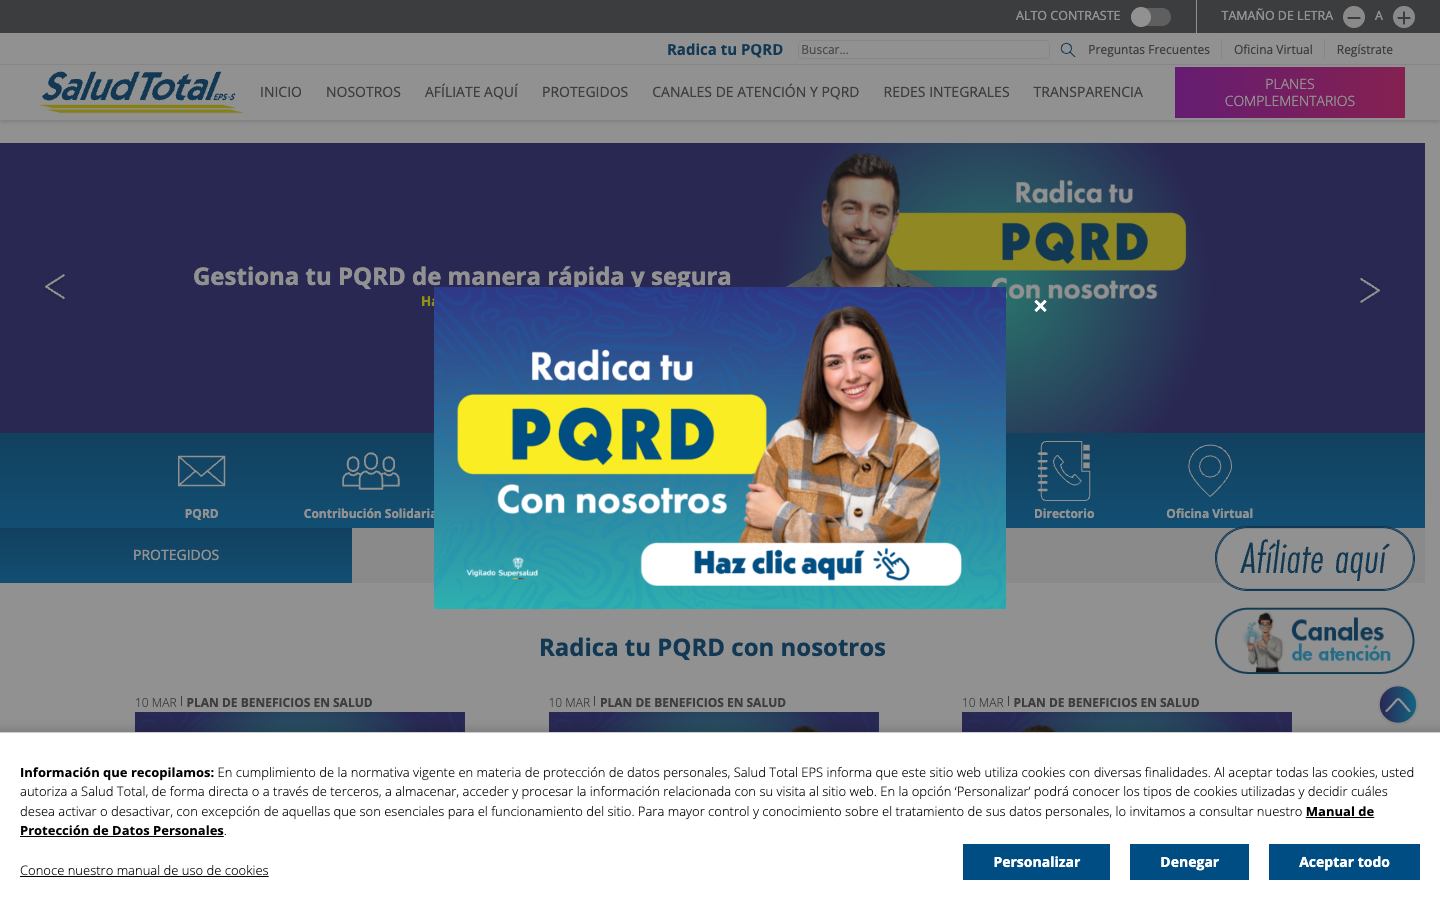 ALTO CONTRASTE
TAMAÑO DE LETRA
A
Radica tu PQRD
Buscar...
Preguntas Frecuentes
Oficina Virtual
Regístrate
SaludTotal EPS-S
INICIO
NOSOTROS
AFÍLIATE AQUÍ
PROTEGIDOS
CANALES DE ATENCIÓN Y PQRD
REDES INTEGRALES
TRANSPARENCIA
PLANES
COMPLEMENTARIOS
Gestiona tu PQRD de manera rápida y segura
Radica tu
PQRD
Con nosotros
×
Radica tu
PQRD
Con nosotros
Haz clic aquí
Vigilado Supersalud
PQRD
Contribución Solidaria
Directorio
Oficina Virtual
PROTEGIDOS
Afíliate aquí
Canales
de atención
Radica tu PQRD con nosotros
10 MAR | PLAN DE BENEFICIOS EN SALUD
10 MAR | PLAN DE BENEFICIOS EN SALUD
10 MAR | PLAN DE BENEFICIOS EN SALUD
Información que recopilamos: En cumplimiento de la normativa vigente en materia de protección de datos personales, Salud Total EPS informa que este sitio web utiliza cookies con diversas finalidades. Al aceptar todas las cookies, usted
autoriza a Salud Total, de forma directa o a través de terceros, a almacenar, acceder y procesar la información relacionada con su visita al sitio web. En la opción ‘Personalizar’ podrá conocer los tipos de cookies utilizadas y decidir cuáles
desea activar o desactivar, con excepción de aquellas que son esenciales para el funcionamiento del sitio. Para mayor control y conocimiento sobre el tratamiento de sus datos personales, lo invitamos a consultar nuestro Manual de
Protección de Datos Personales.
Conoce nuestro manual de uso de cookies
Personalizar
Denegar
Aceptar todo